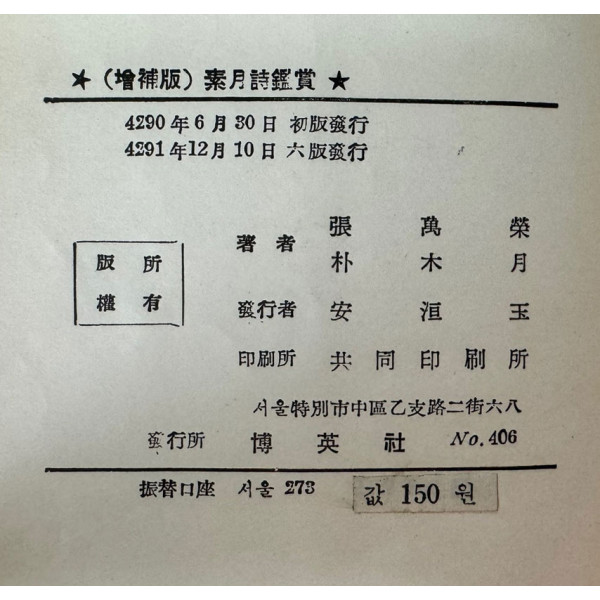 ★ (增補版) 素月詩鑑賞 ★
4290年6月30日 初版發行
4291年12月10日 六版發行
著者 張萬榮
朴木月
版所
權有
發行者 安洹玉
印刷所 共同印刷所
서울特別市中區乙支路二街六八
發行所 博英社 No.406
振替口座 서울 273 값 150 원